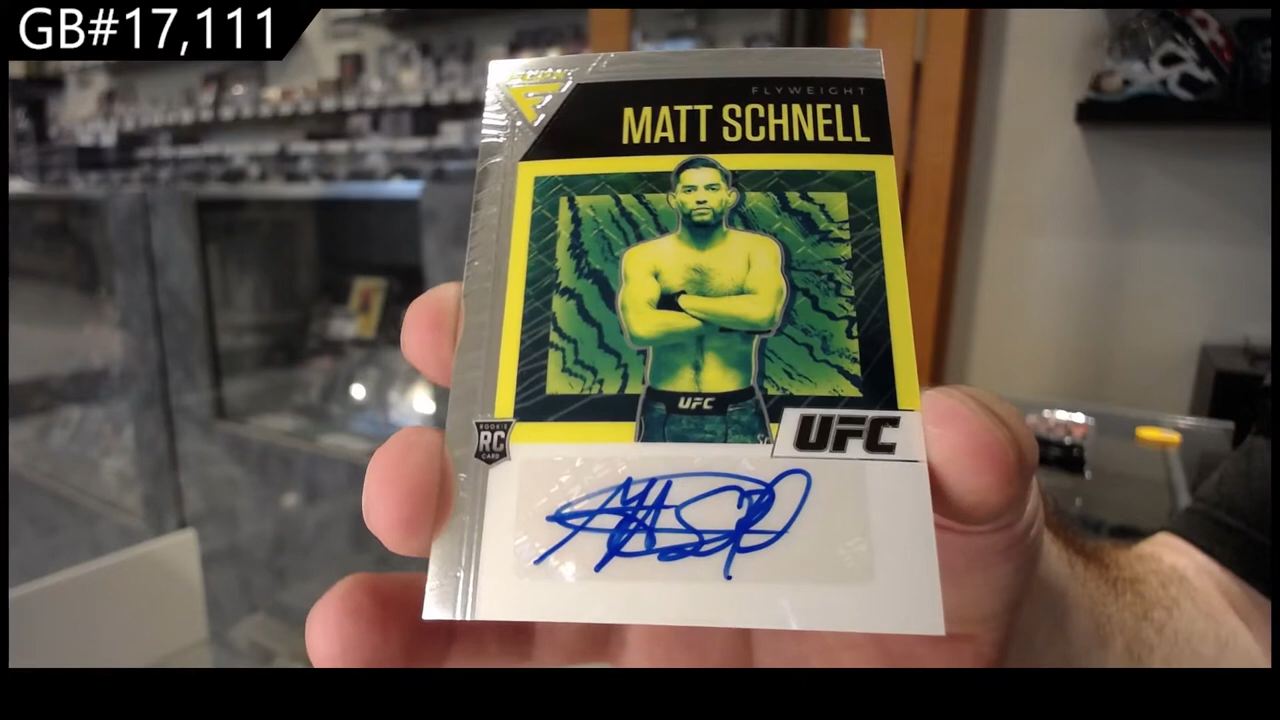 GB#17,111
FLYWEIGHT
MATT SCHNELL
UFC
UFC
ROOKIE
RC
CARD